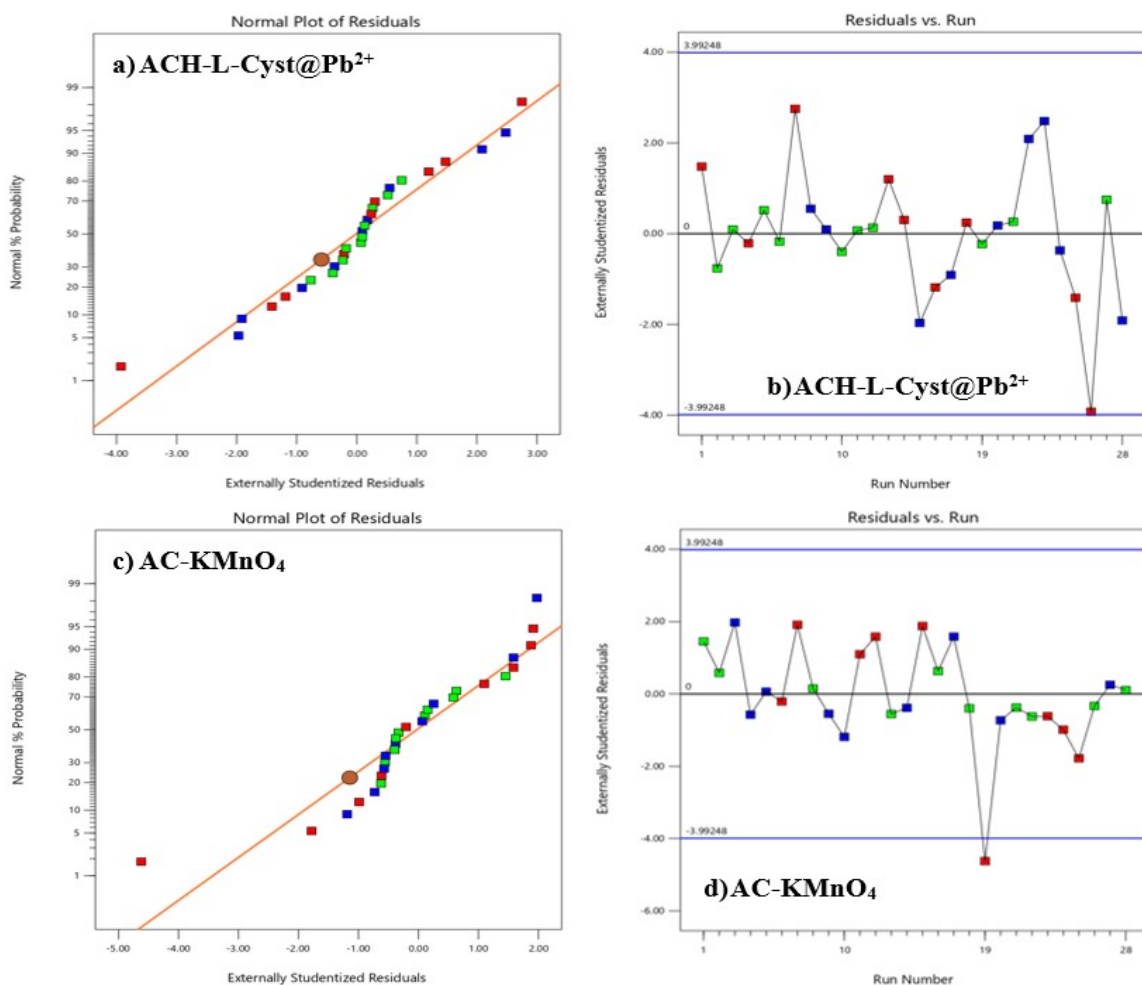 Normal Plot of Residuals
a) ACH-L-Cyst@Pb²⁺
99
95
90
80
70
50
30
20
10
5
1
Normal % Probability
-4.00 -3.00 -2.00 -1.00 0.00 1.00 2.00 3.00
Externally Studentized Residuals
Residuals vs. Run
4.00
3.99248
2.00
0.00
0
-2.00
-4.00
-3.99248
Externally Studentized Residuals
b) ACH-L-Cyst@Pb²⁺
1 10 19 28
Run Number
Normal Plot of Residuals
c) AC-KMnO₄
99
95
90
80
70
50
30
20
10
5
1
Normal % Probability
-5.00 -4.00 -3.00 -2.00 -1.00 0.00 1.00 2.00
Externally Studentized Residuals
Residuals vs. Run
4.00
3.99248
2.00
0.00
0
-2.00
-4.00
-3.99248
-6.00
Externally Studentized Residuals
d) AC-KMnO₄
1 10 19 28
Run Number